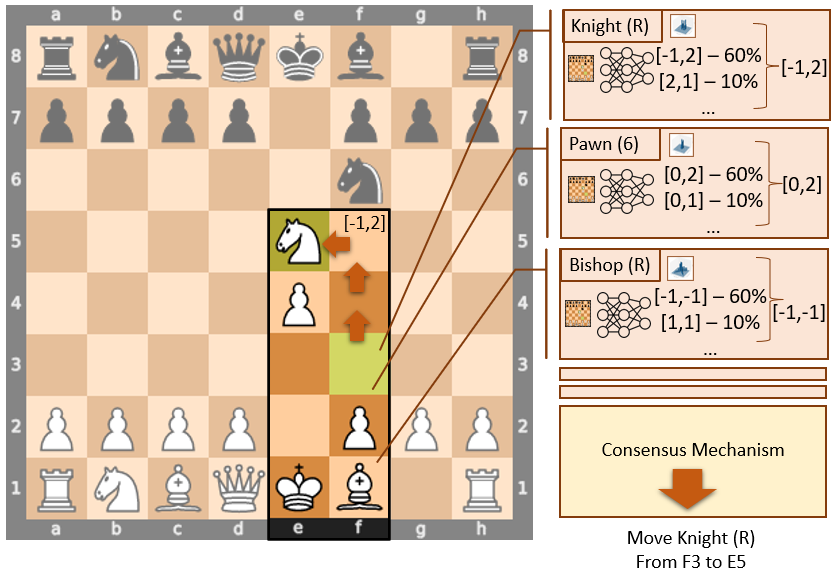 a b c d e f g h
8 8
7 7
6 6
5 [-1,2] 5
4 4
3 3
2 2
1 1
a b c d e f g h
Knight (R)
[-1,2] – 60%
[2,1] – 10%
...
[-1,2]
Pawn (6)
[0,2] – 60%
[0,1] – 10%
...
[0,2]
Bishop (R)
[-1,-1] – 60%
[1,1] – 10%
...
[-1,-1]
Consensus Mechanism
Move Knight (R)
From F3 to E5